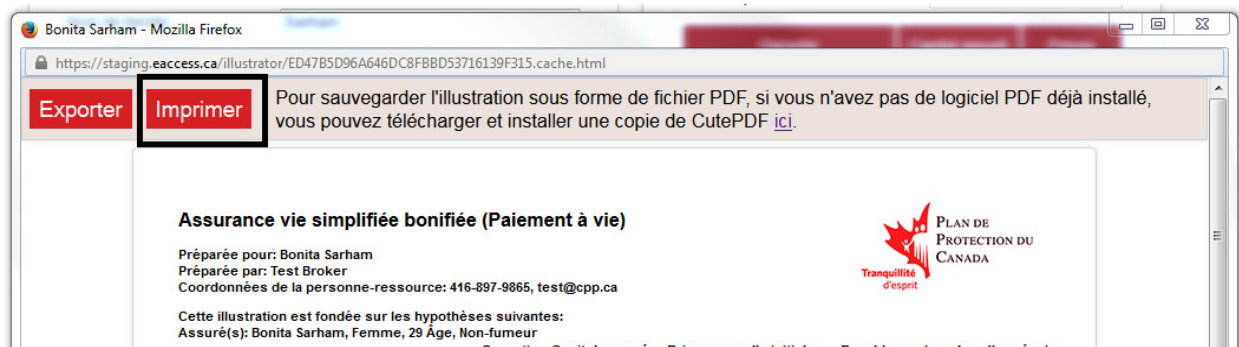 Bonita Sarham - Mozilla Firefox
https://staging.eaccess.ca/illustrator/ED47B5D96A646DC8FBBD53716139F315.cache.html
Exporter
Imprimer
Pour sauvegarder l'illustration sous forme de fichier PDF, si vous n'avez pas de logiciel PDF déjà installé,
vous pouvez télécharger et installer une copie de CutePDF ici.
Assurance vie simplifiée bonifiée (Paiement à vie)
PLAN DE
PROTECTION DU
CANADA
Tranquillité
d'esprit
Préparée pour: Bonita Sarham
Préparée par: Test Broker
Coordonnées de la personne-ressource: 416-897-9865, test@cpp.ca
Cette illustration est fondée sur les hypothèses suivantes:
Assuré(s): Bonita Sarham, Femme, 29 Âge, Non-fumeur